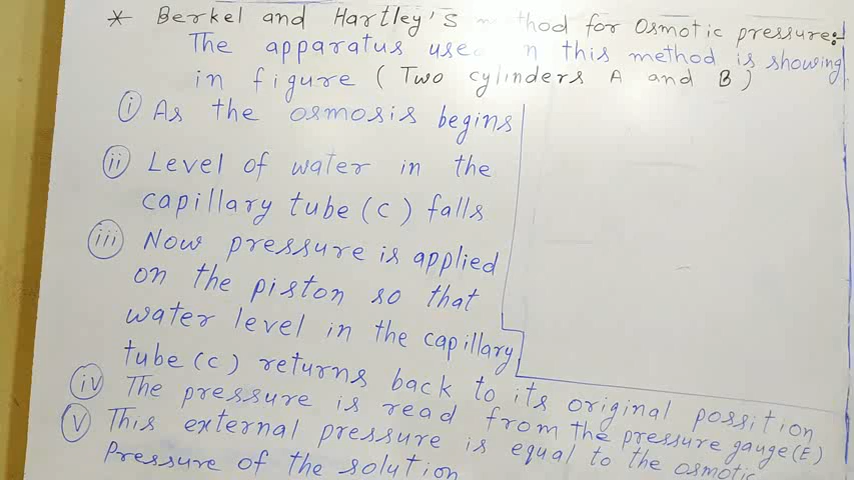 * Berkel and Hartley's method for Osmotic pressure:-
The apparatus used in this method is showing
in figure (Two cylinders A and B)
(i) As the osmosis begins
(ii) Level of water in the
capillary tube (C) falls
(iii) Now pressure is applied
on the piston so that
water level in the capillary
tube (C) returns back to its original possition
(iv) The pressure is read from the pressure gauge (E)
(v) This external pressure is equal to the osmotic
Pressure of the solution